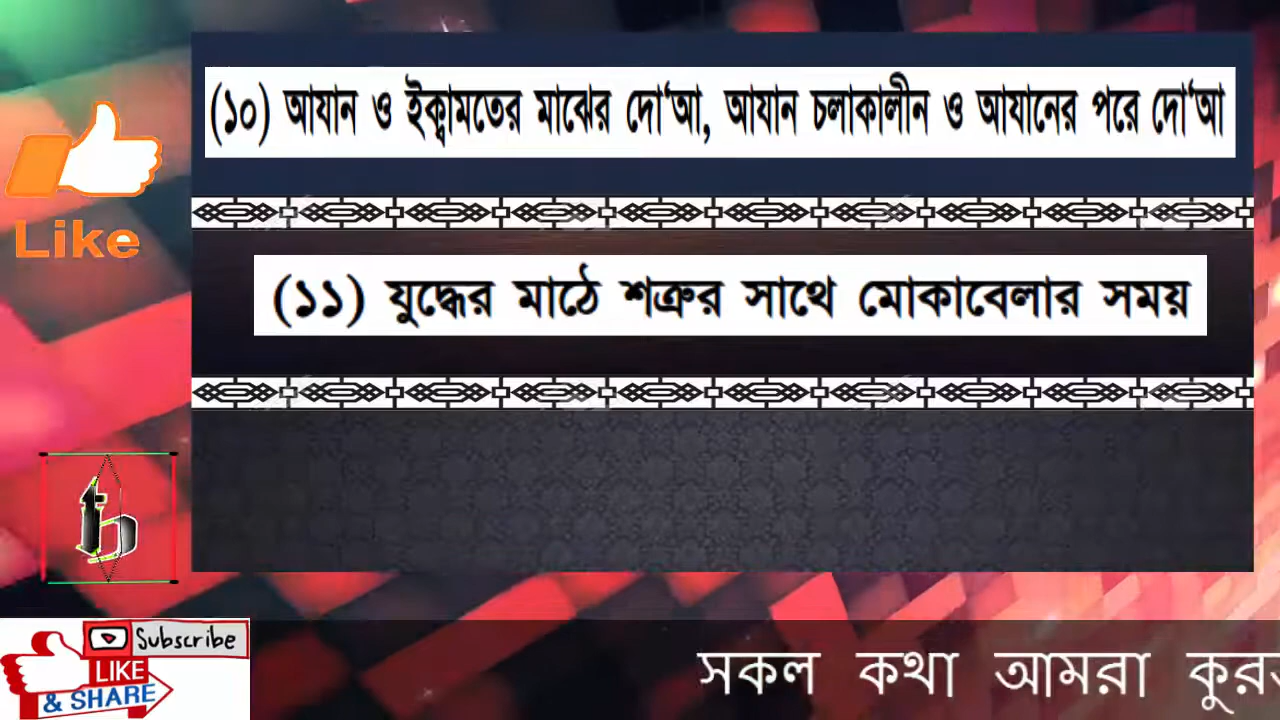 (১০) আযান ও ইক্বামতের মাঝের দো‘আ, আযান চলাকালীন ও আযানের পরে দো‘আ
(১১) যুদ্ধের মাঠে শত্রুর সাথে মোকাবেলার সময়
Like
Subscribe
LIKE
& SHARE
সকল কথা আমরা